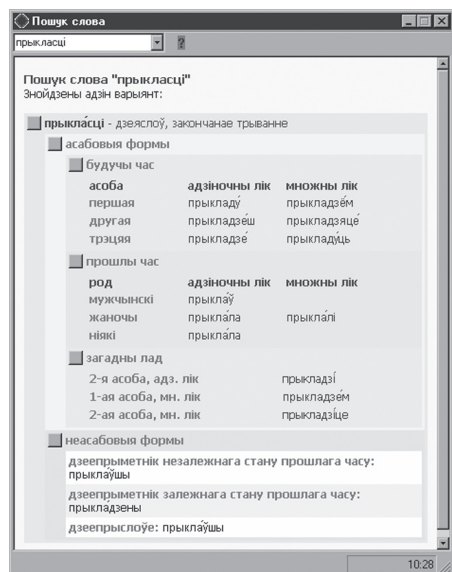 Пошук слова
прыкласці ?
Пошук слова "прыкласці"
Знойдзены адзін варыянт:
прыкла́сці - дзеяслоў, закончанае трыванне
асабовыя формы
будучы час
асоба адзіночны лік множны лік
першая прыкладу́ прыкладзе́м
другая прыкладзе́ш прыкладзяце́
трэцяя прыкладзе́ прыкладу́ць
прошлы час
род адзіночны лік множны лік
мужчынскі прыкла́ў
жаночы прыкла́ла прыкла́лі
ніякі прыкла́ла
загадны лад
2-я асоба, адз. лік прыкладзі́
1-ая асоба, мн. лік прыкладзе́м
2-ая асоба, мн. лік прыкладзі́це
неасабовыя формы
дзеепрыметнік незалежнага стану прошлага часу:
прыкла́ўшы
дзеепрыметнік залежнага стану прошлага часу:
прыкла́дзены
дзеепрыслоўе: прыкла́ўшы
10:28